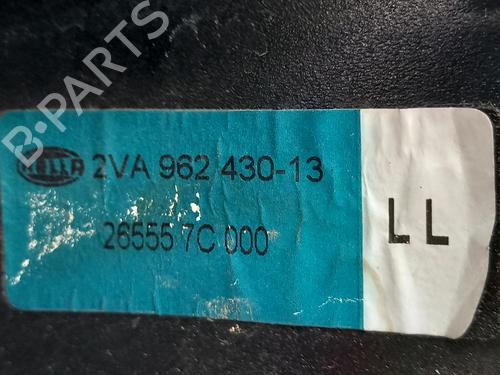 B-PARTS
HELLA 2VA 962 430-13
26555 7C 000
LL